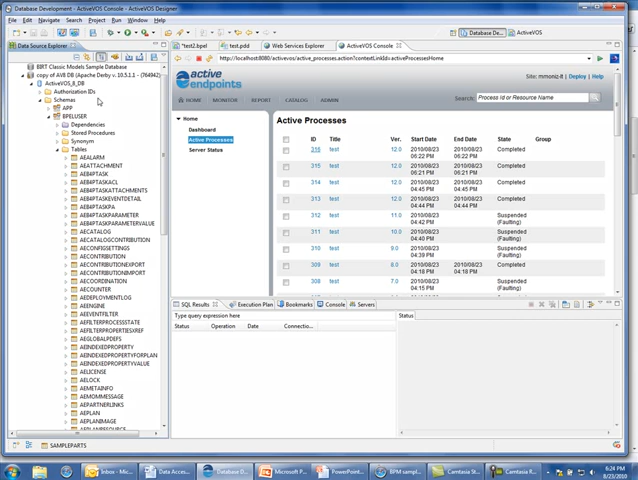 Database Development - ActiveVOS Console - ActiveVOS Designer
File Edit Navigate Search Project Run Window Help
Database De... ActiveVOS
Data Source Explorer
*test2.bpel test.pdd Web Services Explorer ActiveVOS Console
BIRT Classic Models Sample Database
copy of AVB DB (Apache Derby v. 10.5.1.1 - (764942)
ActiveVOS_8_DB
Authorization IDs
Schemas
APP
BPELUSER
Dependencies
Stored Procedures
Synonym
Tables
AEALARM
AEATTACHMENT
AEB4PTASK
AEB4PTASKACL
AEB4PTASKATTACHMENTS
AEB4PTASKEVENTDETAIL
AEB4PTASKPA
AEB4PTASKPARAMETER
AEB4PTASKPARAMETERVALUE
AECATALOG
AECATALOGCONTRIBUTION
AECONFIGSETTINGS
AECONTRIBUTION
AECONTRIBUTIONEXPORT
AECONTRIBUTIONIMPORT
AECOORDINATION
AECOUNTER
AEDEPLOYMENTLOG
AEENGINE
AEEVENTFILTER
AEFILTERPROCESSSTATE
AEFILTERPROPERTIESXREF
AEGLOBALPDEFS
AEINDEXEDPROPERTY
AEINDEXEDPROPERTYFORPLAN
AEINDEXEDPROPERTYVALUE
AELICENSE
AELOCK
AEMETAINFO
AEMONITOR
AEPARTNERLINKS
AEPLAN
AEPLANIMAGE
http://localhost:8080/activevos/active_processes.action?contextLinkId=activeProcessesHome
active endpoints
Site: mmoniz-lt | Deploy | Help
HOME MONITOR REPORT CATALOG ADMIN
Search: Process Id or Resource Name
Home
Dashboard
Active Processes
Server Status
Active Processes
ID Title Ver. Start Date End Date State Group
316 test 12.0 2010/08/23 06:22 PM 2010/08/23 06:22 PM Completed
315 test 12.0 2010/08/23 06:21 PM 2010/08/23 06:21 PM Completed
314 test 12.0 2010/08/23 04:45 PM 2010/08/23 04:45 PM Completed
313 test 12.0 2010/08/23 04:44 PM 2010/08/23 04:44 PM Completed
312 test 11.0 2010/08/23 04:42 PM Suspended (Faulting)
311 test 10.0 2010/08/23 04:40 PM Suspended (Faulting)
310 test 9.0 2010/08/23 04:39 PM Suspended (Faulting)
309 test 8.0 2010/08/23 04:18 PM 2010/08/23 04:18 PM Completed
308 test 7.0 2010/08/23 04:15 PM Suspended (Faulting)
SQL Results Execution Plan Bookmarks Console Servers
Type query expression here
Status
Status Operation Date Connectio...
SAMPLEPARTS
Inbox - Mic... Data Acces... Database D... Microsoft P... PowerPoint... BPM sampl... Camtasia St... Camtasia R...
6:24 PM
8/23/2010